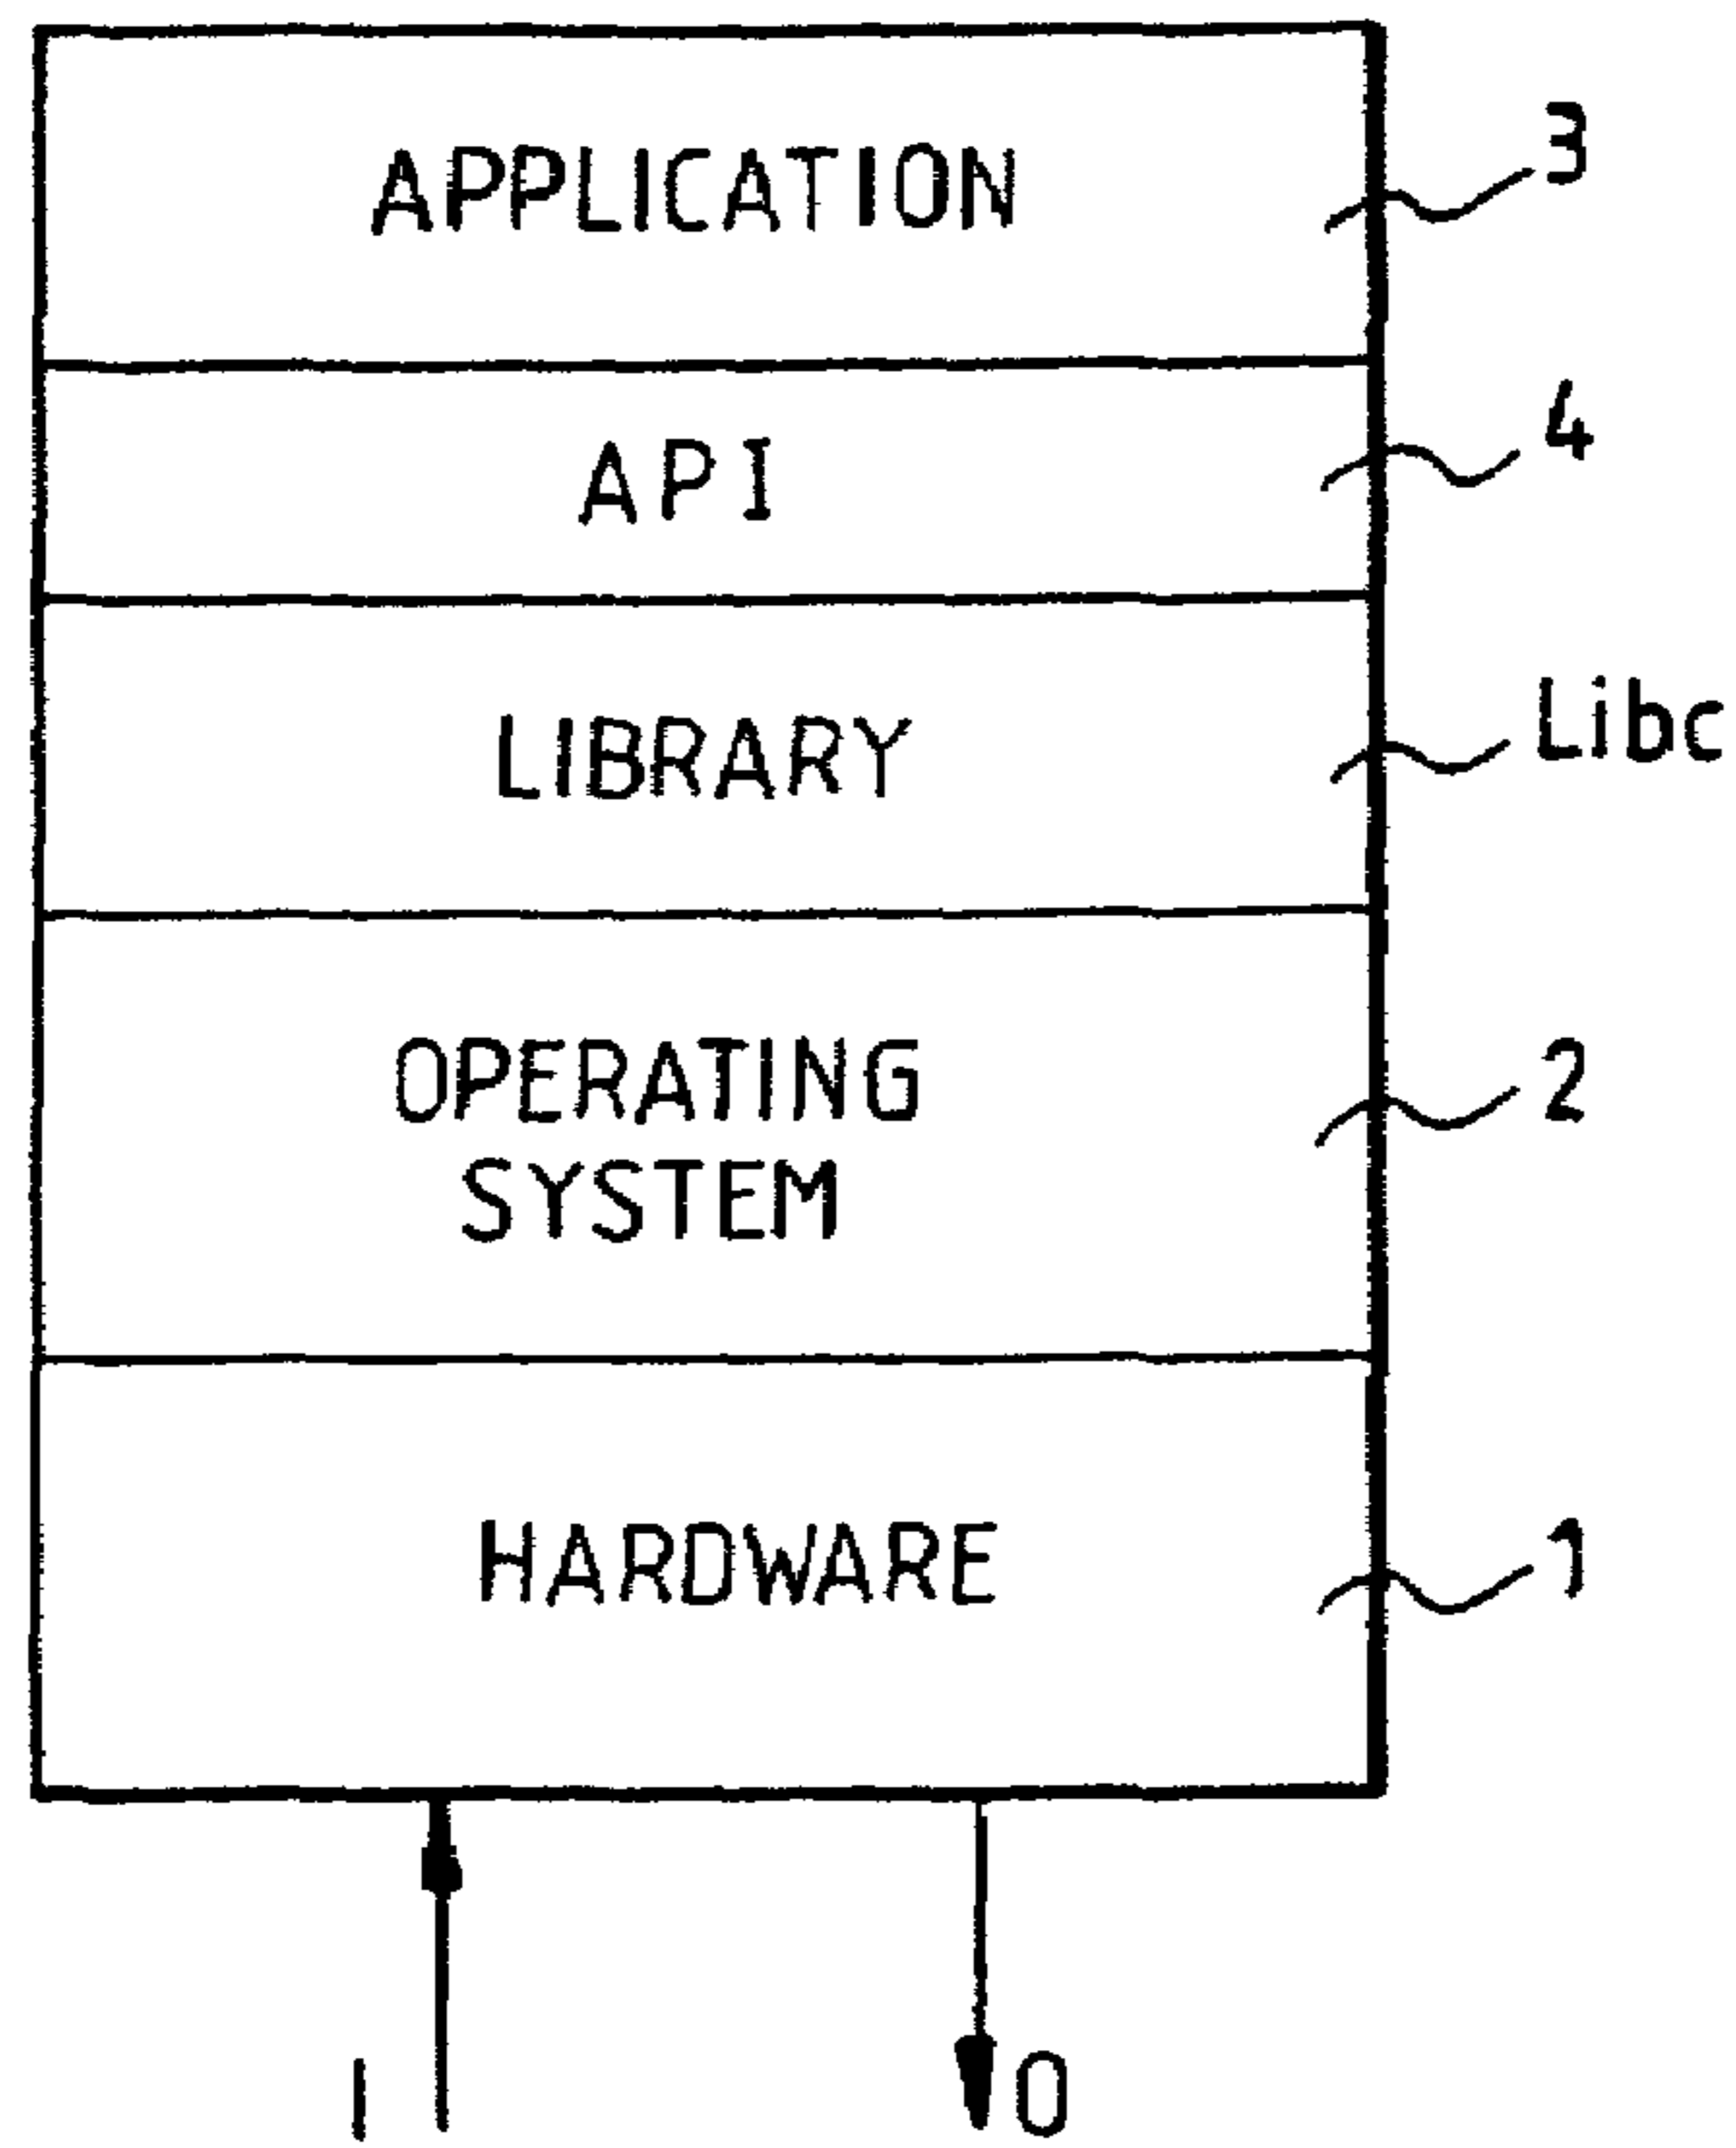 APPLICATION
3
API
4
LIBRARY
Libc
OPERATING
SYSTEM
2
HARDWARE
1
I
O